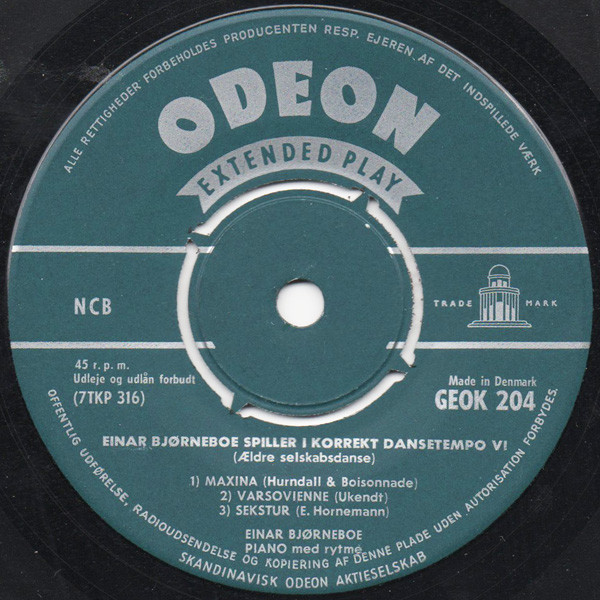 ALLE RETTIGHEDER FORBEHOLDES PRODUCENTEN RESP. EJEREN AF DET INDSPILLEDE VÆRK
ODEON
EXTENDED PLAY
NCB
TRADE MARK
45 r. p. m.
Udleje og udlån forbudt
(7TKP 316)
Made in Denmark
GEOK 204
EINAR BJØRNEBOE SPILLER I KORREKT DANSETEMPO VI
(Ældre selskabsdanse)
1) MAXINA (Hurndall & Boisonnade)
2) VARSOVIENNE (Ukendt)
3) SEKSTUR (E. Hornemann)
EINAR BJØRNEBOE
PIANO med rytme
OFFENTLIG UDFØRELSE, RADIOUDSENDELSE OG KOPIERING AF DENNE PLADE UDEN AUTORISATION FORBYDES.
SKANDINAVISK ODEON AKTIESELSKAB